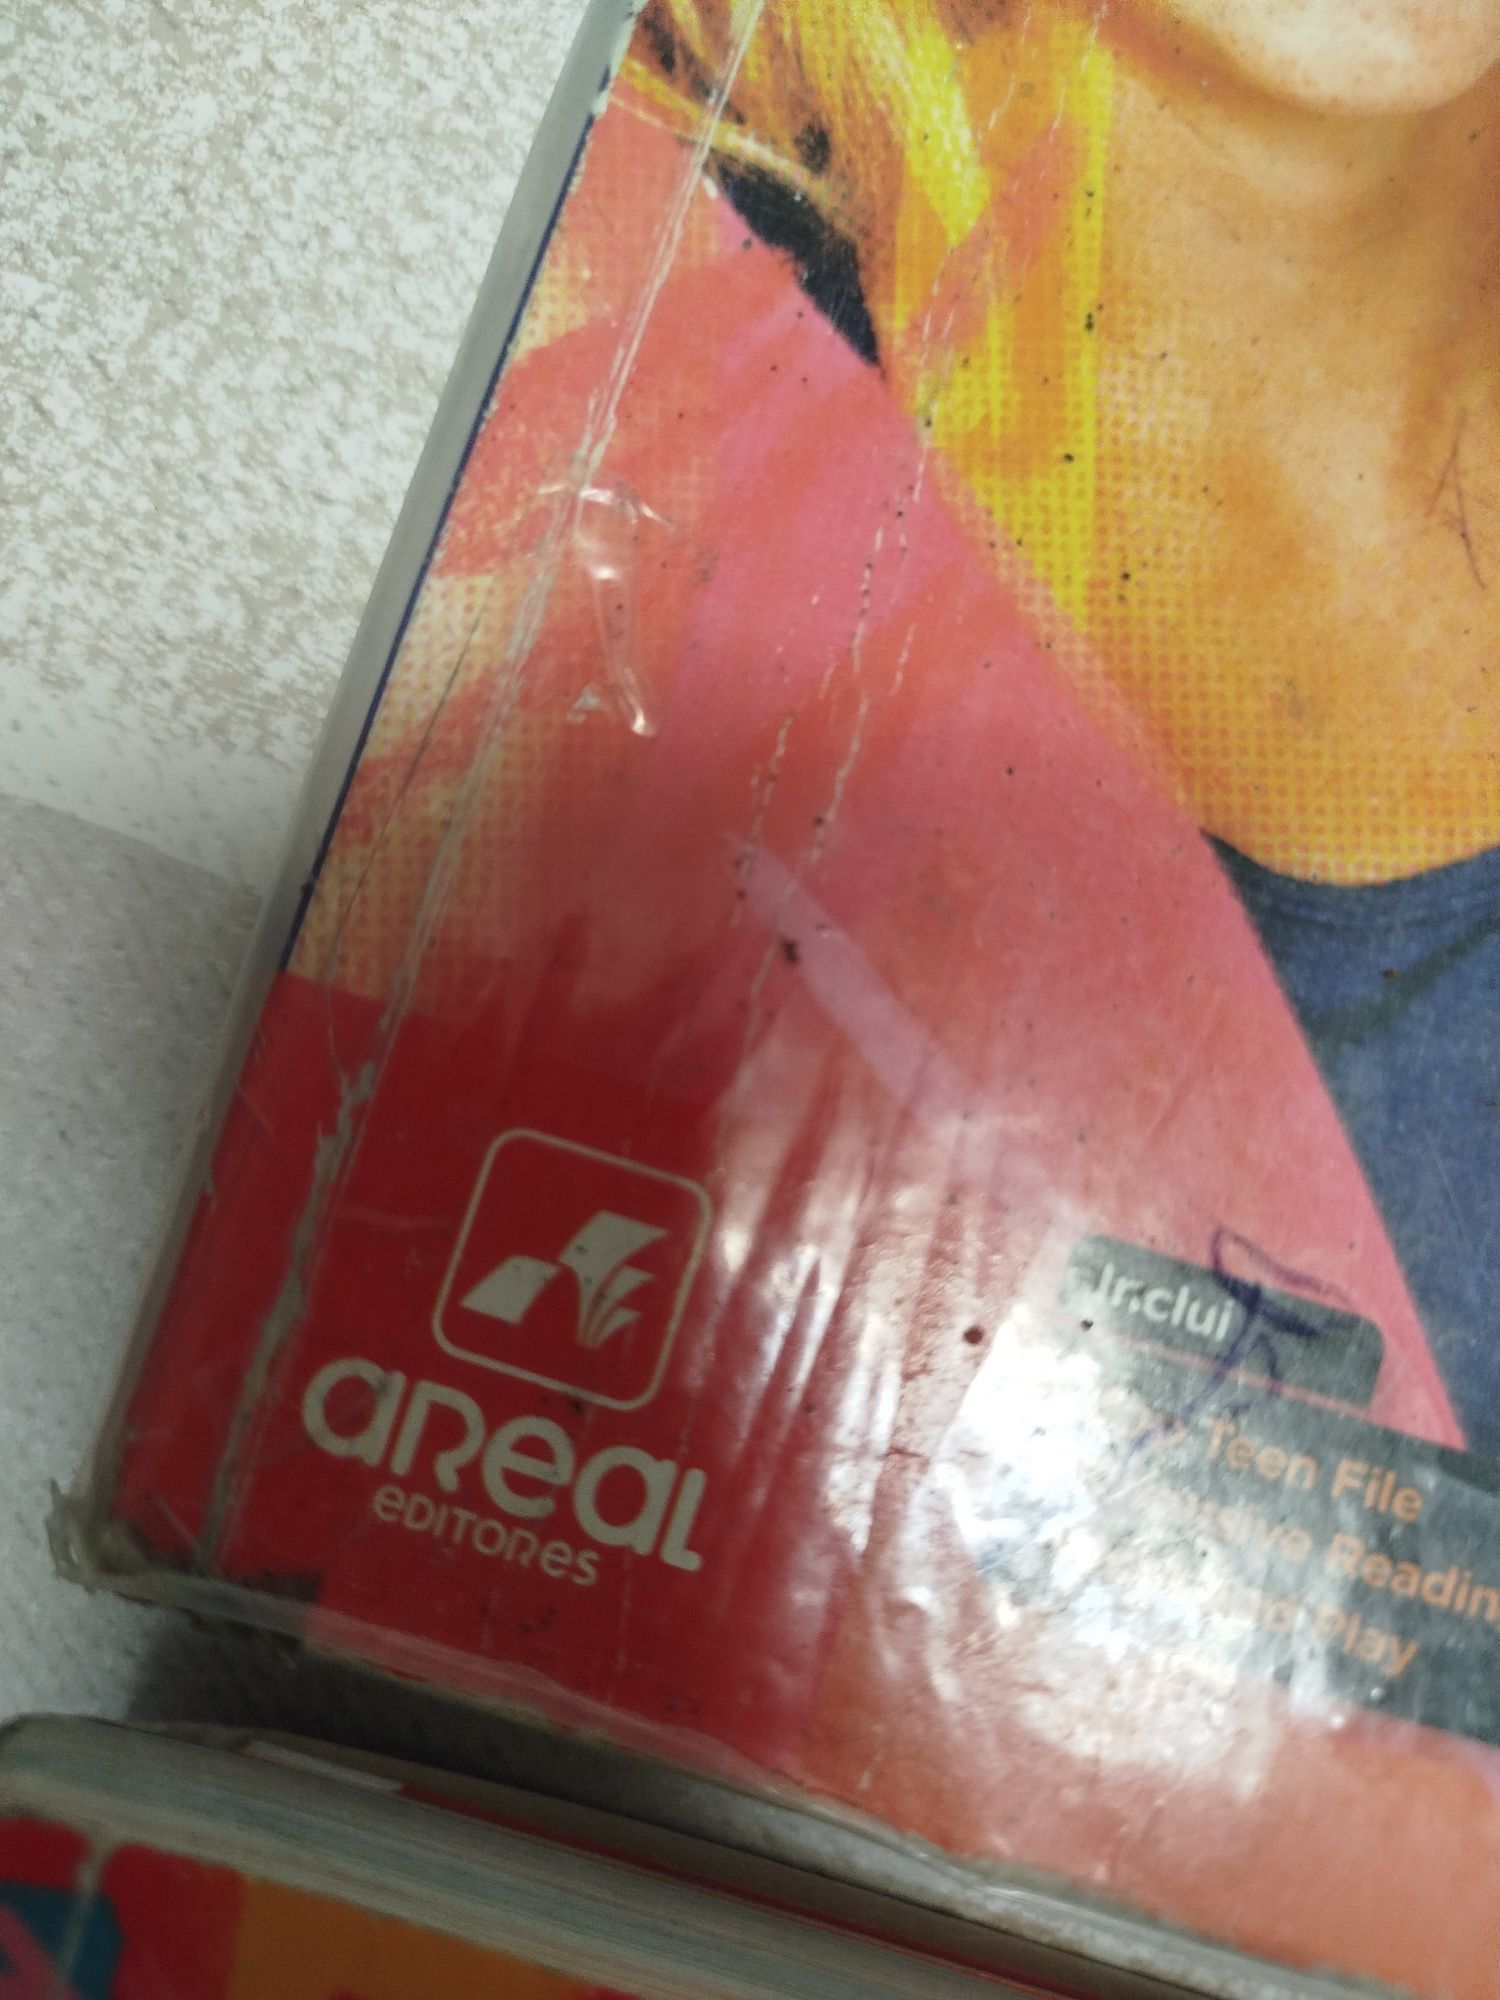 Inclui
Teen File
Reading
Play
aReaL
eDITORes